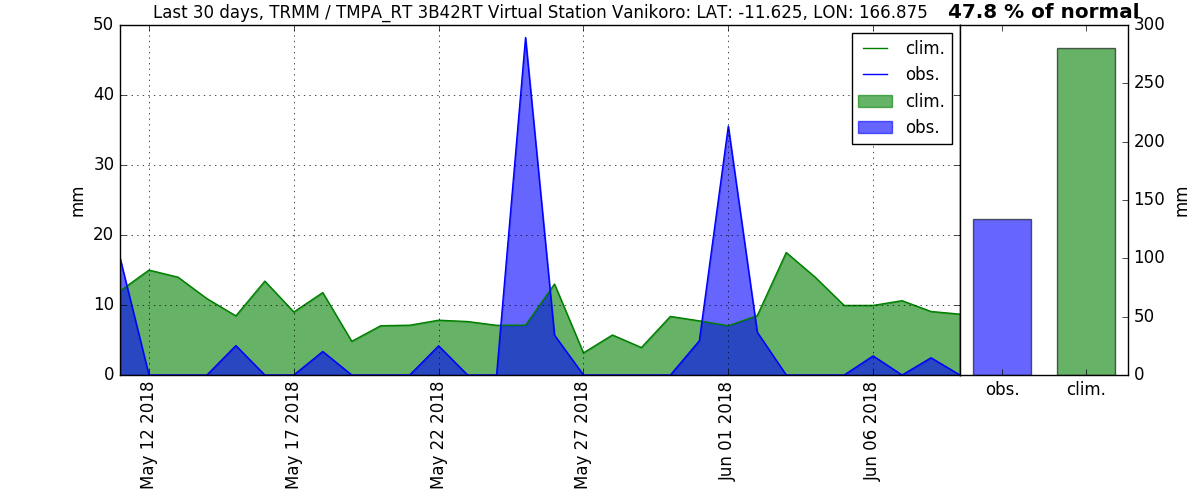 Last 30 days, TRMM / TMPA_RT 3B42RT Virtual Station Vanikoro: LAT: -11.625, LON: 166.875
47.8 % of normal
50
40
30
20
10
0
mm
clim.
obs.
clim.
obs.
300
250
200
150
100
50
0
mm
May 12 2018
May 17 2018
May 22 2018
May 27 2018
Jun 01 2018
Jun 06 2018
obs.
clim.